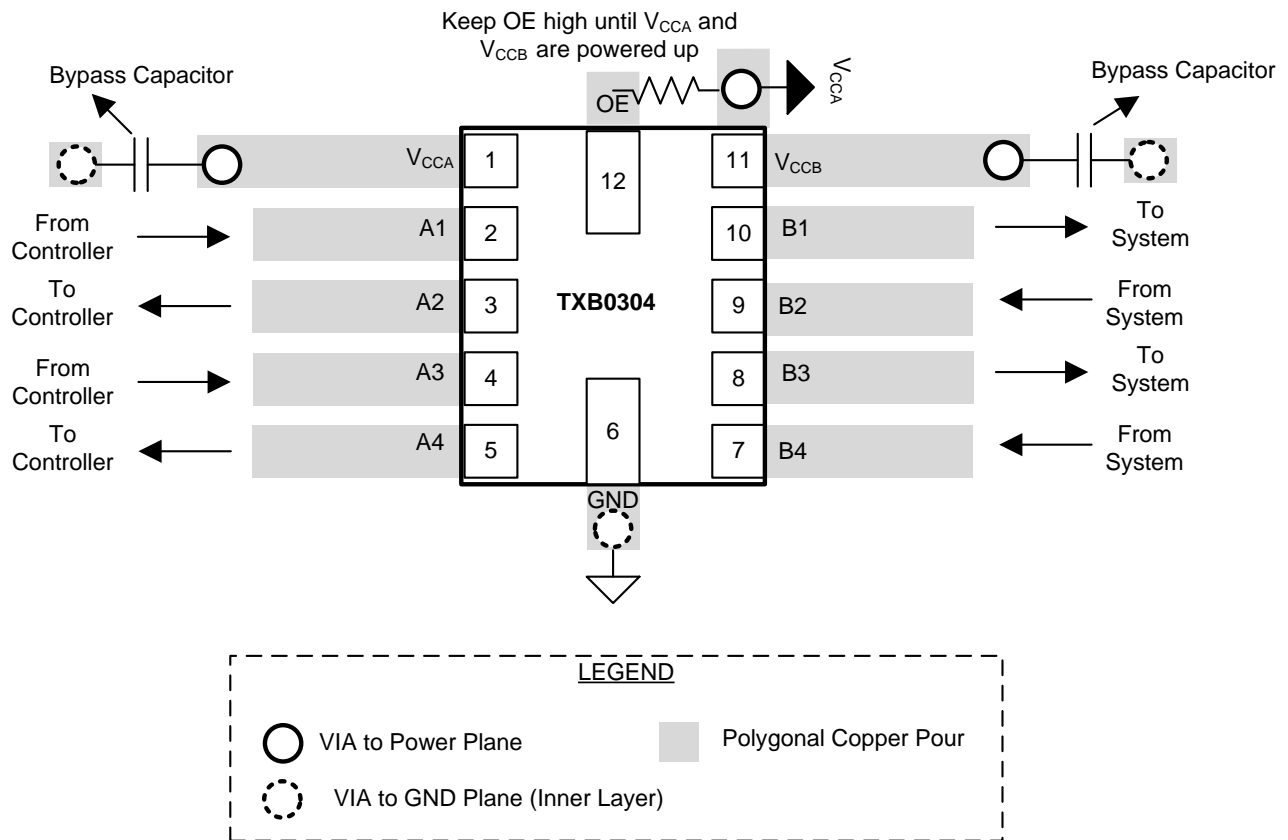 Keep OE high until VCCA and
VCCB are powered up
Bypass Capacitor
Bypass Capacitor
OE
VCCA
VCCA
1
12
11
VCCB
From
Controller
A1
2
10
B1
To
System
To
Controller
A2
3
TXB0304
9
B2
From
System
From
Controller
A3
4
8
B3
To
System
To
Controller
A4
5
6
7
B4
From
System
GND
LEGEND
VIA to Power Plane
Polygonal Copper Pour
VIA to GND Plane (Inner Layer)